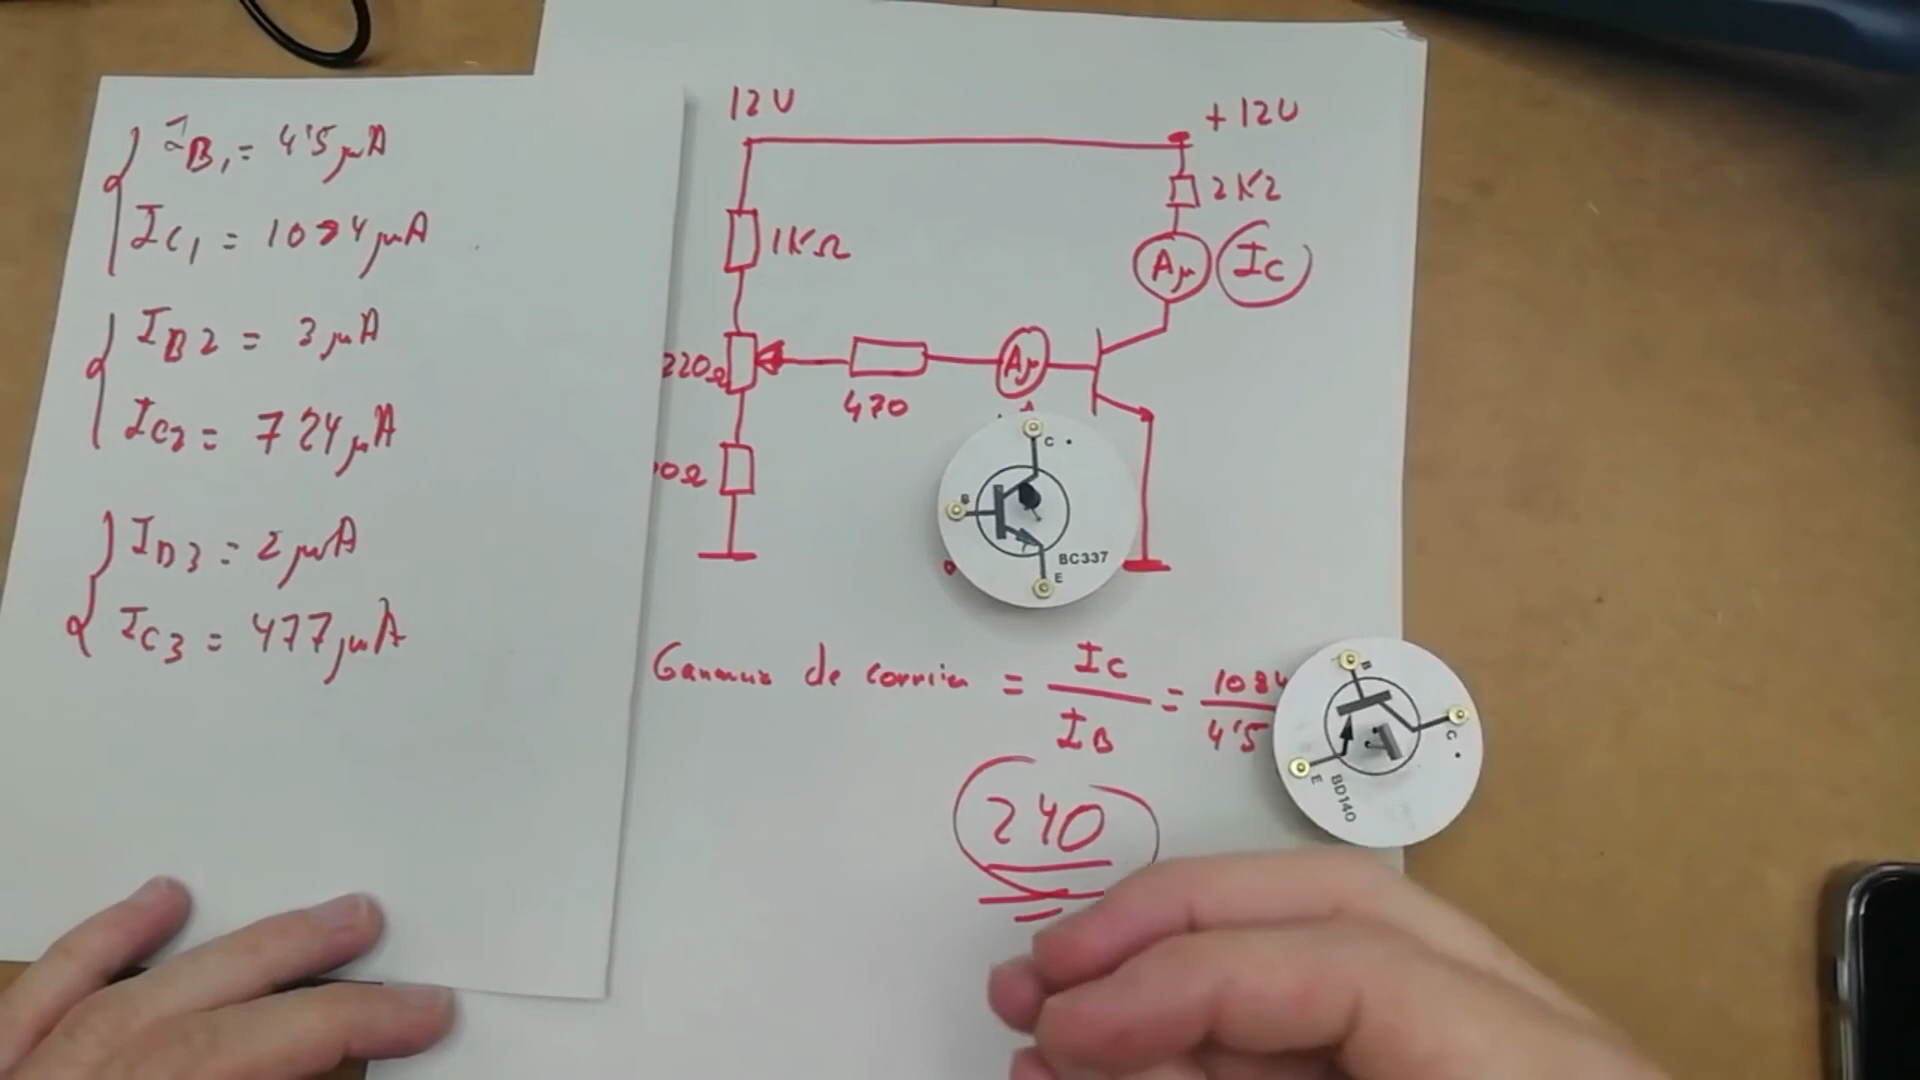 IB1 = 4'5 μA
IC1 = 1084 μA
IB2 = 3 μA
IC2 = 724 μA
IB3 = 2 μA
IC3 = 477 μA
12V
+12V
1KΩ
2K2
Aμ
IC
220Ω
470
Aμ
0Ω
C
B
E
BC337
Ganancia de corrien = IC / IB = 1084 / 4'5
240
B
C
E
BD140